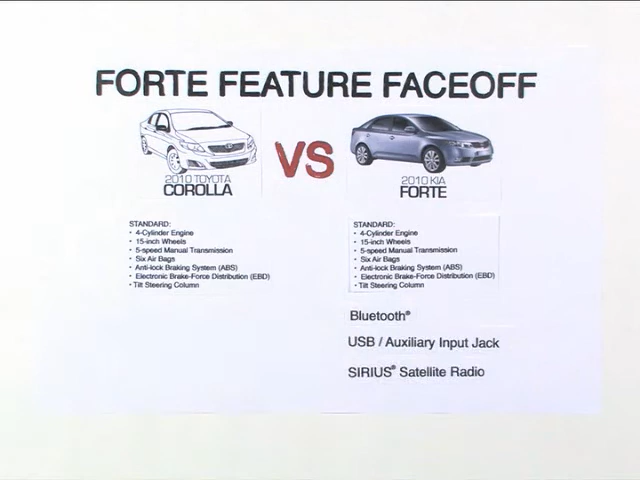 FORTE FEATURE FACEOFF
2010 TOYOTA
COROLLA
VS
2010 KIA
FORTE
STANDARD:
• 4-Cylinder Engine
• 15-inch Wheels
• 5-speed Manual Transmission
• Six Air Bags
• Anti-lock Braking System (ABS)
• Electronic Brake-Force Distribution (EBD)
• Tilt Steering Column
STANDARD:
• 4-Cylinder Engine
• 15-inch Wheels
• 5-speed Manual Transmission
• Six Air Bags
• Anti-lock Braking System (ABS)
• Electronic Brake-Force Distribution (EBD)
• Tilt Steering Column
Bluetooth®
USB / Auxiliary Input Jack
SIRIUS® Satellite Radio